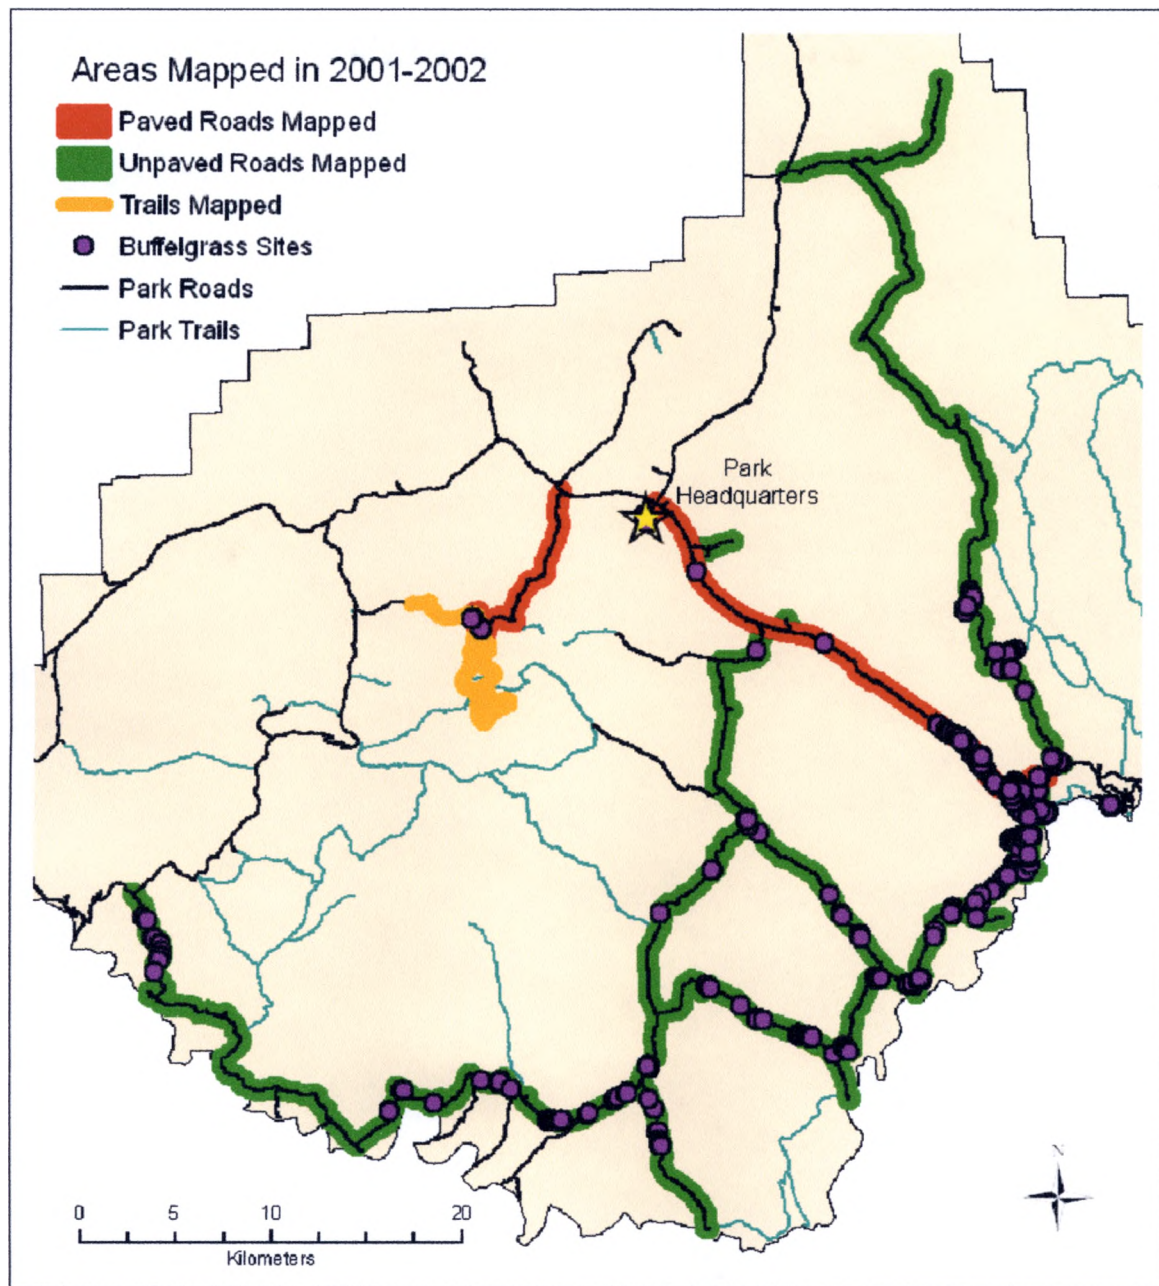 Areas Mapped in 2001-2002
Paved Roads Mapped
Unpaved Roads Mapped
Trails Mapped
Buffelgrass Sites
Park Roads
Park Trails
Park
Headquarters
N
0 5 10 20
Kilometers